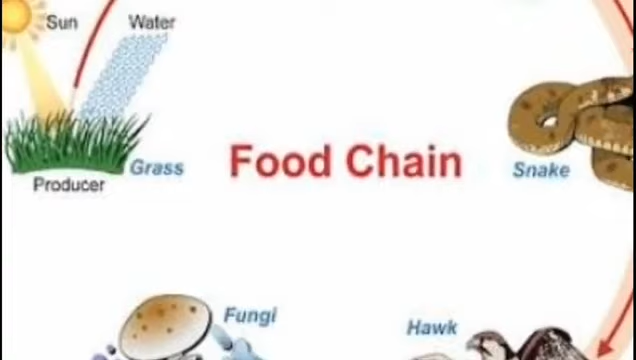 Sun
Water
Grass
Producer
Food Chain
Snake
Fungi
Hawk